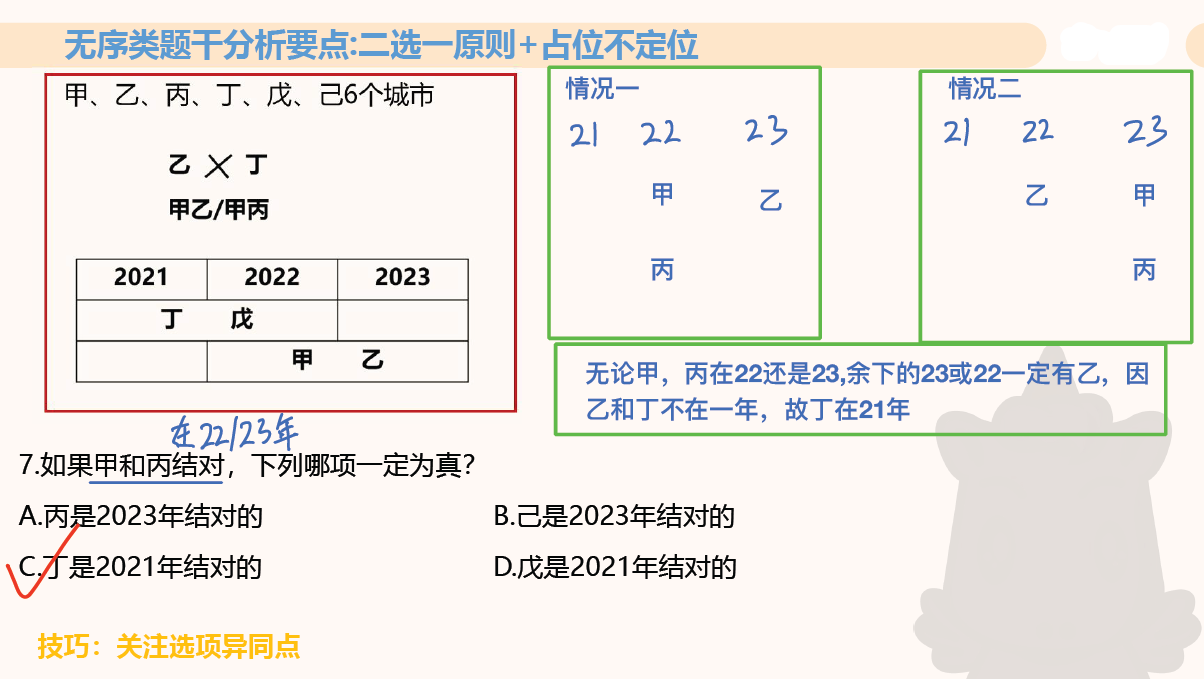 无序类题干分析要点:二选一原则+占位不定位
甲、乙、丙、丁、戊、己6个城市
乙 ╳ 丁
甲乙/甲丙
2021 2022 2023
丁 戊
甲 乙
情况一
21 22 23
甲 乙
丙
情况二
21 22 23
乙 甲
丙
无论甲，丙在22还是23,余下的23或22一定有乙，因
乙和丁不在一年，故丁在21年
在22/23年
7.如果甲和丙结对，下列哪项一定为真？
A.丙是2023年结对的
B.己是2023年结对的
C.丁是2021年结对的
D.戊是2021年结对的
技巧：关注选项异同点